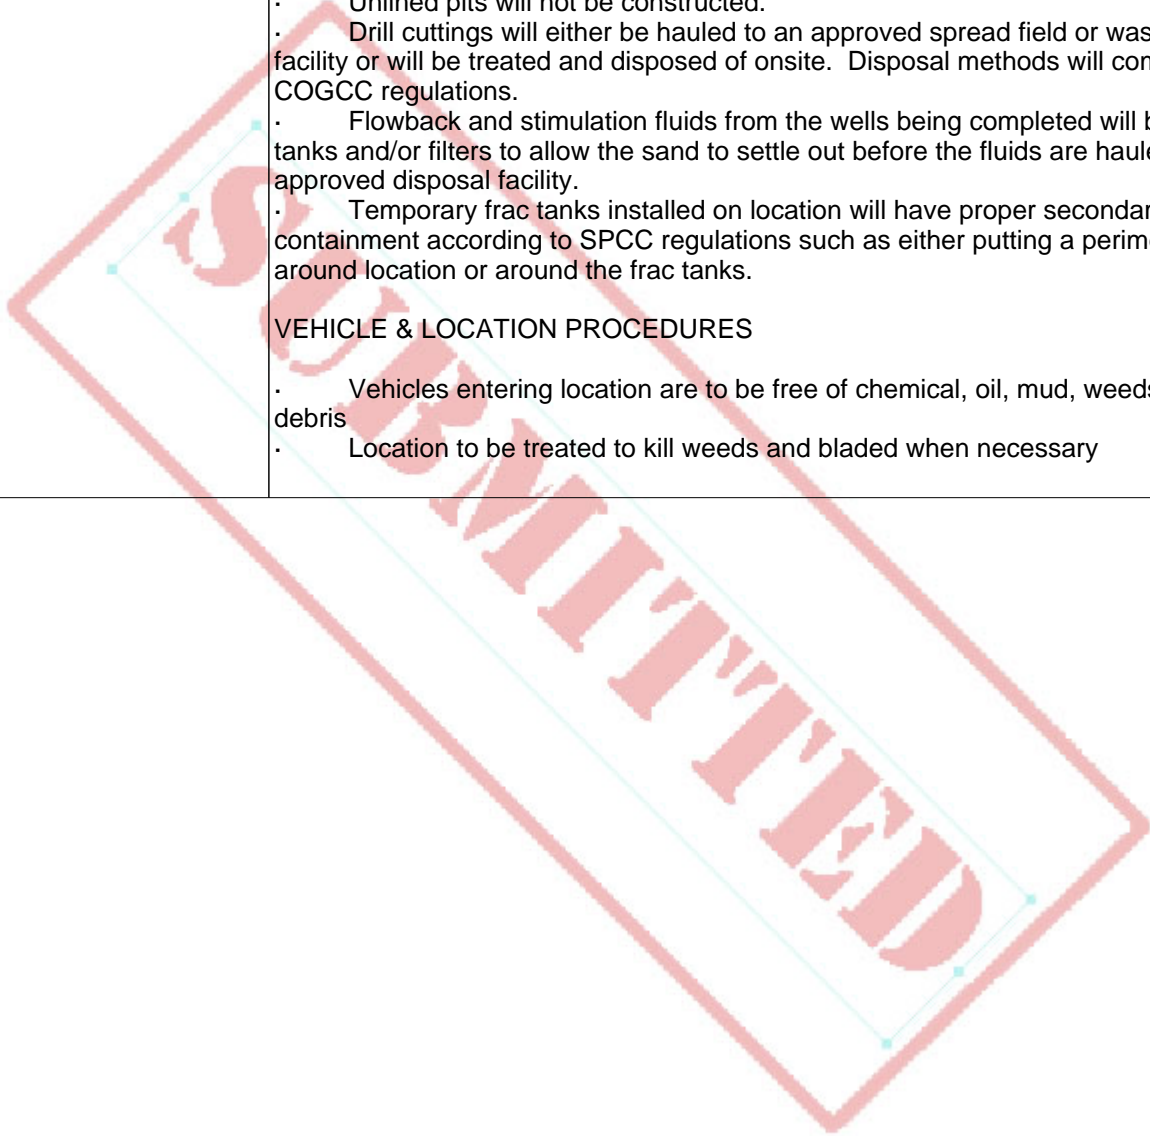 · Unlined pits will not be constructed.
· Drill cuttings will either be hauled to an approved spread field or was
facility or will be treated and disposed of onsite. Disposal methods will con
COGCC regulations.
· Flowback and stimulation fluids from the wells being completed will b
tanks and/or filters to allow the sand to settle out before the fluids are haule
approved disposal facility.
· Temporary frac tanks installed on location will have proper secondar
containment according to SPCC regulations such as either putting a perime
around location or around the frac tanks.
VEHICLE & LOCATION PROCEDURES
· Vehicles entering location are to be free of chemical, oil, mud, weeds
debris
· Location to be treated to kill weeds and bladed when necessary
SUBMITTED